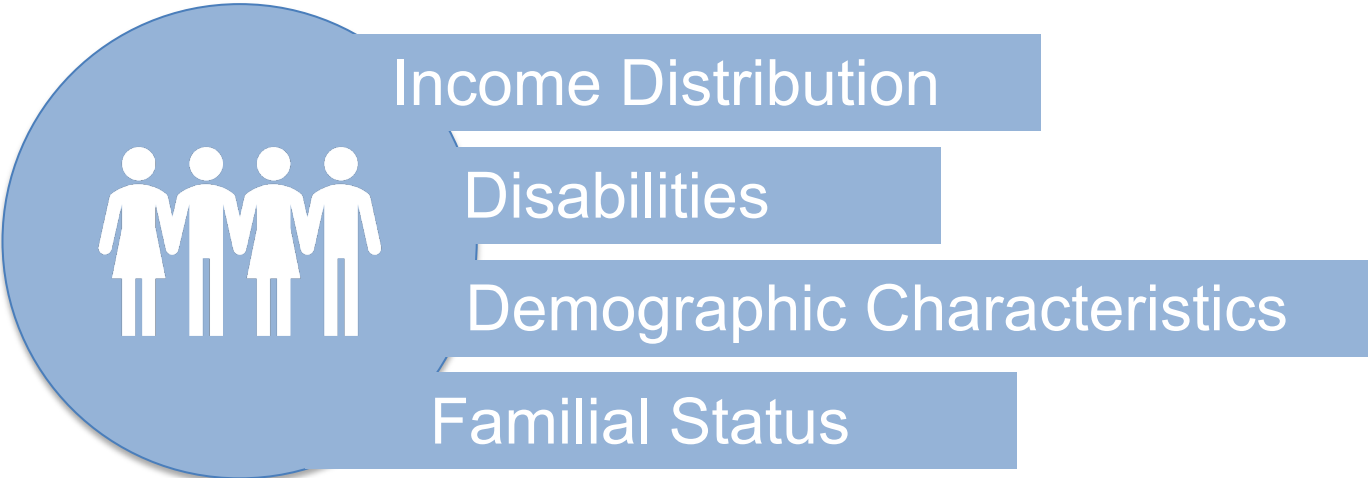 Income Distribution
Disabilities
Demographic Characteristics
Familial Status